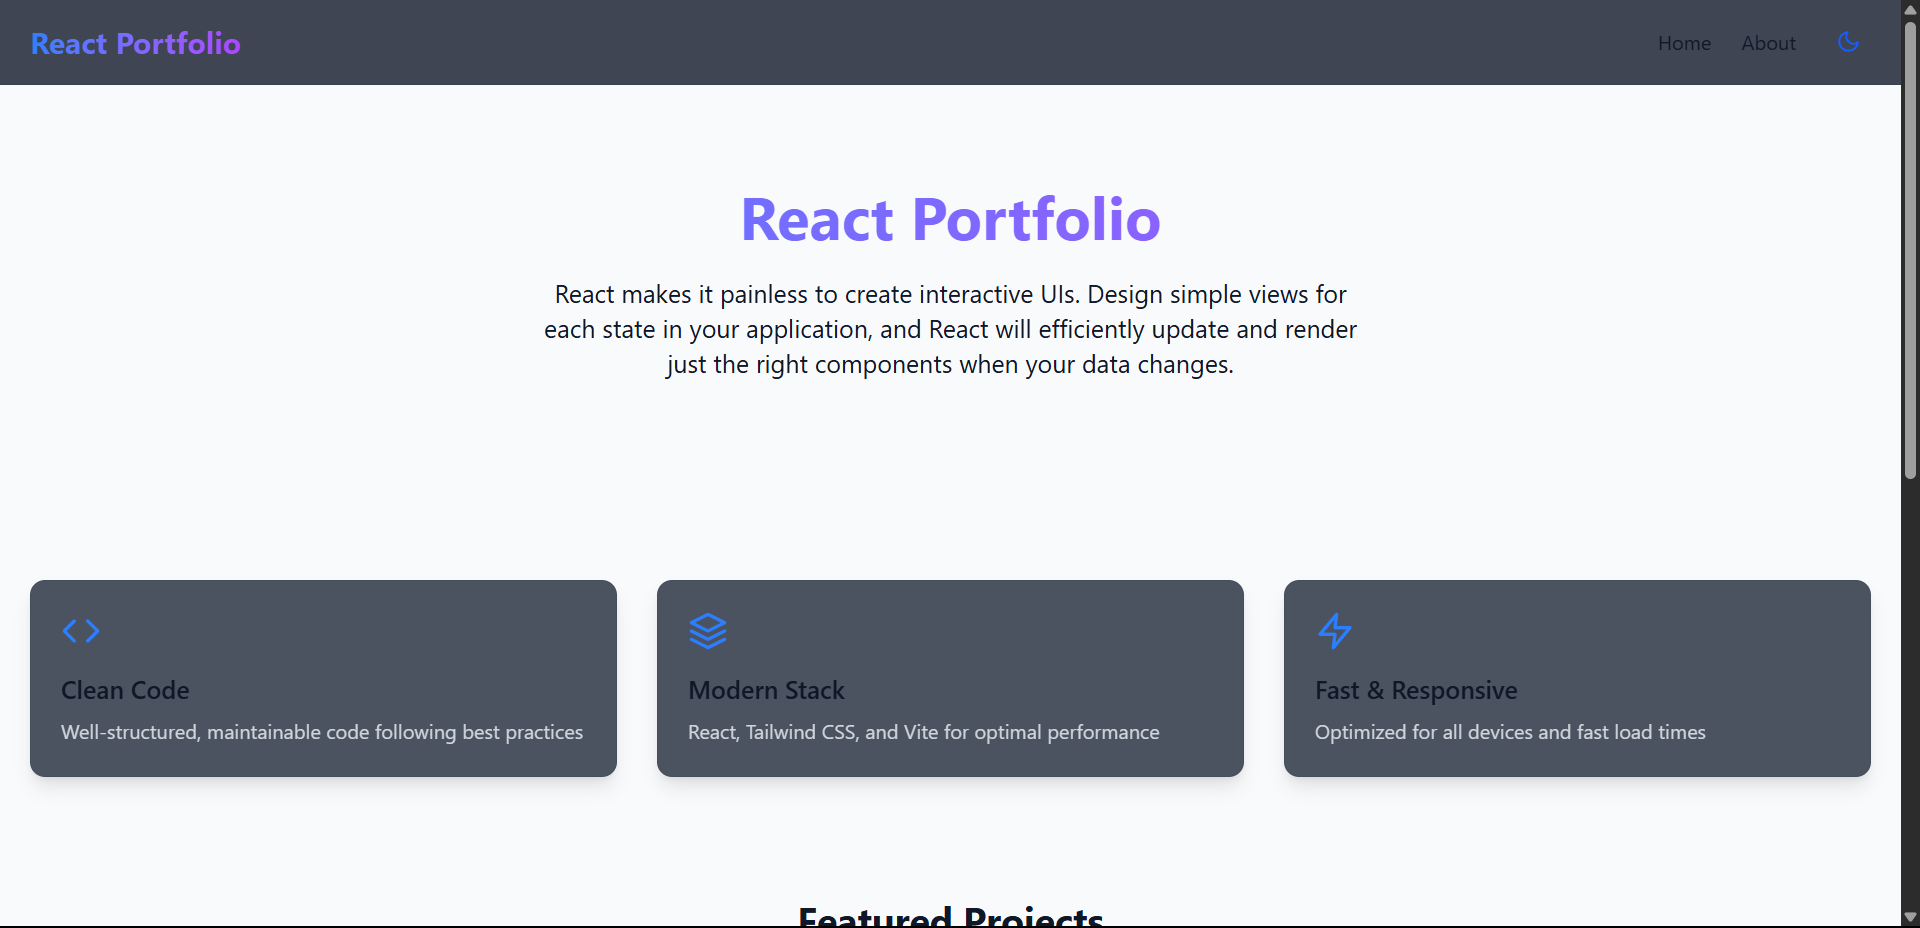 React Portfolio
Home
About
React Portfolio
React makes it painless to create interactive UIs. Design simple views for
each state in your application, and React will efficiently update and render
just the right components when your data changes.
Clean Code
Well-structured, maintainable code following best practices
Modern Stack
React, Tailwind CSS, and Vite for optimal performance
Fast & Responsive
Optimized for all devices and fast load times
Featured Projects